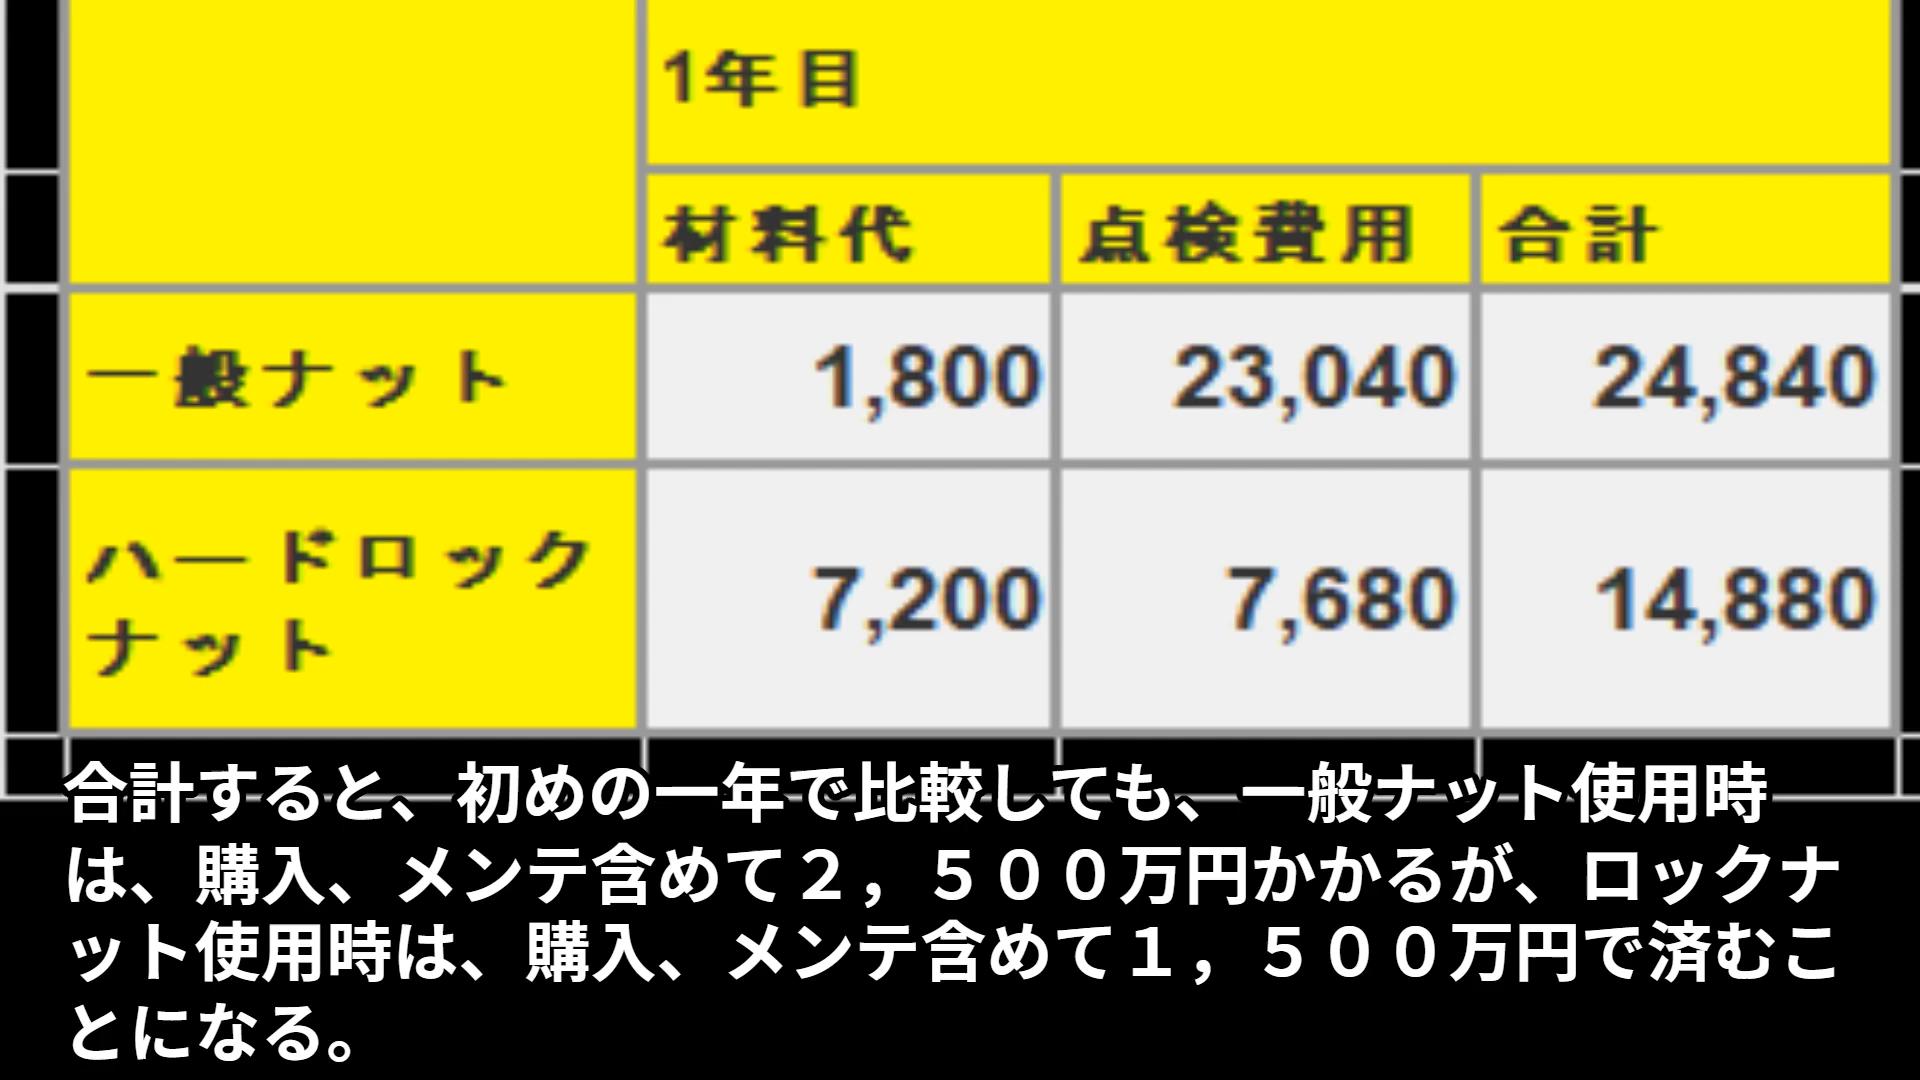 1年目
材料代 点検費用 合計
一般ナット 1,800 23,040 24,840
ハードロック
ナット 7,200 7,680 14,880
合計すると、初めの一年で比較しても、一般ナット使用時
は、購入、メンテ含めて２，５００万円かかるが、ロックナ
ット使用時は、購入、メンテ含めて１，５００万円で済むこ
とになる。